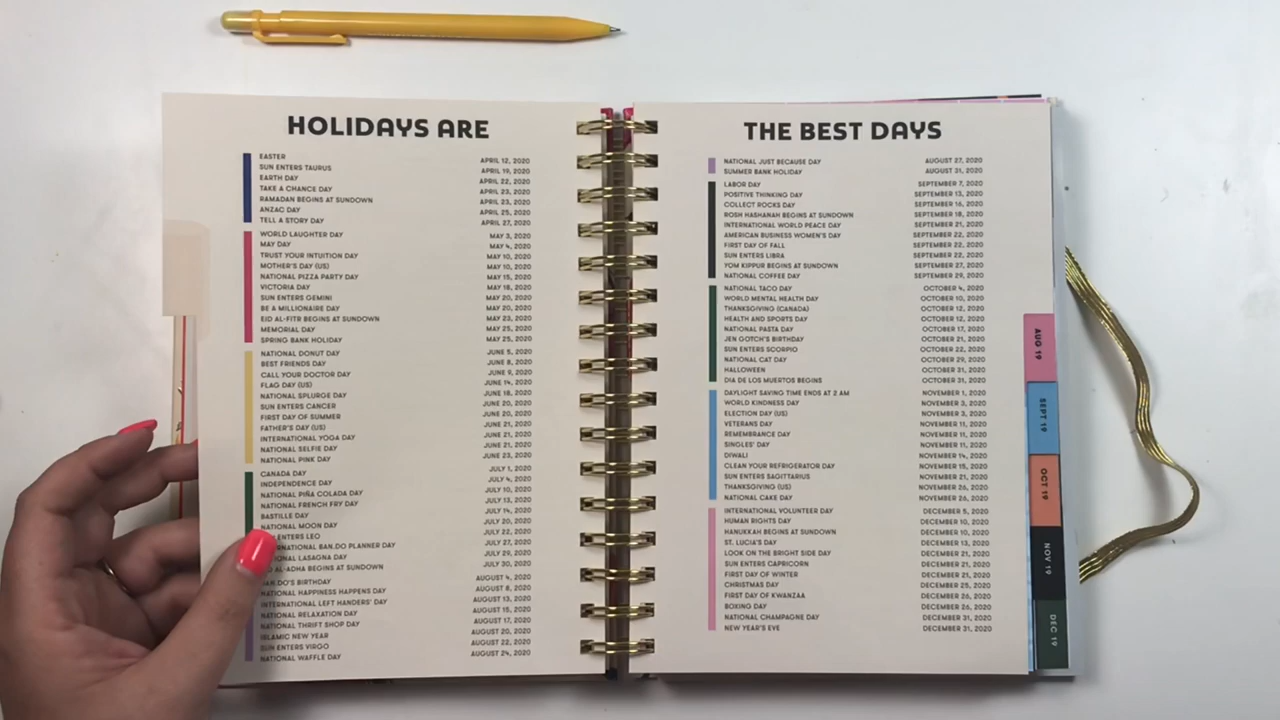 HOLIDAYS ARE
EASTER APRIL 12, 2020
SUN ENTERS TAURUS APRIL 19, 2020
EARTH DAY APRIL 22, 2020
TAKE A CHANCE DAY APRIL 23, 2020
RAMADAN BEGINS AT SUNDOWN APRIL 23, 2020
ANZAC DAY APRIL 25, 2020
TELL A STORY DAY APRIL 27, 2020
WORLD LAUGHTER DAY MAY 3, 2020
MAY DAY MAY 4, 2020
TRUST YOUR INTUITION DAY MAY 10, 2020
MOTHER'S DAY (US) MAY 10, 2020
NATIONAL PIZZA PARTY DAY MAY 15, 2020
VICTORIA DAY MAY 18, 2020
SUN ENTERS GEMINI MAY 20, 2020
BE A MILLIONAIRE DAY MAY 20, 2020
EID AL-FITR BEGINS AT SUNDOWN MAY 23, 2020
MEMORIAL DAY MAY 25, 2020
SPRING BANK HOLIDAY MAY 25, 2020
NATIONAL DONUT DAY JUNE 5, 2020
BEST FRIENDS DAY JUNE 8, 2020
CALL YOUR DOCTOR DAY JUNE 9, 2020
FLAG DAY (US) JUNE 14, 2020
NATIONAL SPLURGE DAY JUNE 18, 2020
SUN ENTERS CANCER JUNE 20, 2020
FIRST DAY OF SUMMER JUNE 20, 2020
FATHER'S DAY (US) JUNE 21, 2020
INTERNATIONAL YOGA DAY JUNE 21, 2020
NATIONAL SELFIE DAY JUNE 21, 2020
NATIONAL PINK DAY JUNE 23, 2020
CANADA DAY JULY 1, 2020
INDEPENDENCE DAY JULY 4, 2020
NATIONAL PIÑA COLADA DAY JULY 10, 2020
NATIONAL FRENCH FRY DAY JULY 13, 2020
BASTILLE DAY JULY 14, 2020
NATIONAL MOON DAY JULY 20, 2020
ENTERS LEO JULY 22, 2020
BAN.DO PLANNER DAY JULY 27, 2020
LASAGNA DAY JULY 29, 2020
AL-ADHA BEGINS AT SUNDOWN JULY 30, 2020
BAN.DO'S BIRTHDAY AUGUST 4, 2020
NATIONAL HAPPINESS HAPPENS DAY AUGUST 8, 2020
INTERNATIONAL LEFT HANDERS' DAY AUGUST 13, 2020
NATIONAL RELAXATION DAY AUGUST 15, 2020
NATIONAL THRIFT SHOP DAY AUGUST 17, 2020
ISLAMIC NEW YEAR AUGUST 20, 2020
SUN ENTERS VIRGO AUGUST 22, 2020
NATIONAL WAFFLE DAY AUGUST 24, 2020
THE BEST DAYS
NATIONAL JUST BECAUSE DAY AUGUST 27, 2020
SUMMER BANK HOLIDAY AUGUST 31, 2020
LABOR DAY SEPTEMBER 7, 2020
POSITIVE THINKING DAY SEPTEMBER 13, 2020
COLLECT ROCKS DAY SEPTEMBER 16, 2020
ROSH HASHANAH BEGINS AT SUNDOWN SEPTEMBER 18, 2020
INTERNATIONAL WORLD PEACE DAY SEPTEMBER 21, 2020
AMERICAN BUSINESS WOMEN'S DAY SEPTEMBER 22, 2020
FIRST DAY OF FALL SEPTEMBER 22, 2020
SUN ENTERS LIBRA SEPTEMBER 22, 2020
YOM KIPPUR BEGINS AT SUNDOWN SEPTEMBER 27, 2020
NATIONAL COFFEE DAY SEPTEMBER 29, 2020
NATIONAL TACO DAY OCTOBER 4, 2020
WORLD MENTAL HEALTH DAY OCTOBER 10, 2020
THANKSGIVING (CANADA) OCTOBER 12, 2020
HEALTH AND SPORTS DAY OCTOBER 12, 2020
NATIONAL PASTA DAY OCTOBER 17, 2020
JEN GOTCH'S BIRTHDAY OCTOBER 21, 2020
SUN ENTERS SCORPIO OCTOBER 22, 2020
NATIONAL CAT DAY OCTOBER 29, 2020
HALLOWEEN OCTOBER 31, 2020
DIA DE LOS MUERTOS BEGINS OCTOBER 31, 2020
DAYLIGHT SAVING TIME ENDS AT 2 AM NOVEMBER 1, 2020
WORLD KINDNESS DAY NOVEMBER 3, 2020
ELECTION DAY (US) NOVEMBER 3, 2020
VETERANS DAY NOVEMBER 11, 2020
REMEMBRANCE DAY NOVEMBER 11, 2020
SINGLES' DAY NOVEMBER 11, 2020
DIWALI NOVEMBER 14, 2020
CLEAN YOUR REFRIGERATOR DAY NOVEMBER 15, 2020
SUN ENTERS SAGITTARIUS NOVEMBER 21, 2020
THANKSGIVING (US) NOVEMBER 26, 2020
NATIONAL CAKE DAY NOVEMBER 26, 2020
INTERNATIONAL VOLUNTEER DAY DECEMBER 5, 2020
HUMAN RIGHTS DAY DECEMBER 10, 2020
HANUKKAH BEGINS AT SUNDOWN DECEMBER 10, 2020
ST. LUCIA'S DAY DECEMBER 13, 2020
LOOK ON THE BRIGHT SIDE DAY DECEMBER 21, 2020
SUN ENTERS CAPRICORN DECEMBER 21, 2020
FIRST DAY OF WINTER DECEMBER 21, 2020
CHRISTMAS DAY DECEMBER 25, 2020
FIRST DAY OF KWANZAA DECEMBER 26, 2020
BOXING DAY DECEMBER 26, 2020
NATIONAL CHAMPAGNE DAY DECEMBER 31, 2020
NEW YEAR'S EVE DECEMBER 31, 2020
AUG 19
SEPT 19
OCT 19
NOV 19
DEC 19